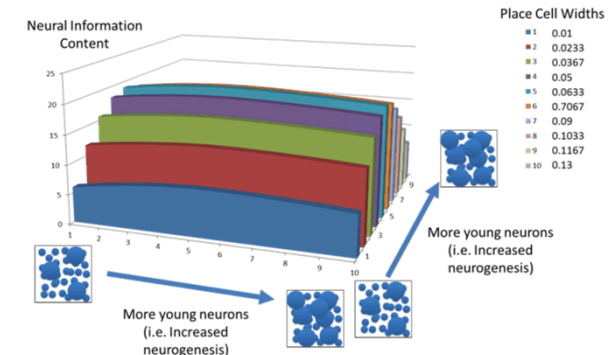 Neural Information
Content
Place Cell Widths
1 0.01
2 0.0233
3 0.0367
4 0.05
5 0.0633
6 0.7067
7 0.09
8 0.1033
9 0.1167
10 0.13
25
20
15
10
5
0
1 2 3 4 5 6 7 8 9 10
1
3
5
7
9
More young neurons
(i.e. Increased
neurogenesis)
More young neurons
(i.e. Increased
neurogenesis)